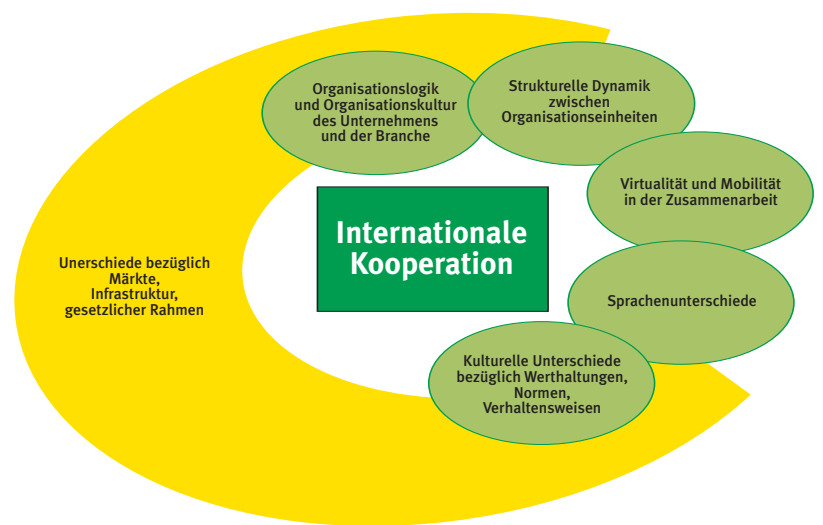 Organisationslogik
und Organisationskultur
des Unternehmens
und der Branche
Strukturelle Dynamik
zwischen
Organisationseinheiten
Virtualität und Mobilität
in der Zusammenarbeit
Internationale
Kooperation
Unerschiede bezüglich
Märkte,
Infrastruktur,
gesetzlicher Rahmen
Sprachenunterschiede
Kulturelle Unterschiede
bezüglich Werthaltungen,
Normen,
Verhaltensweisen